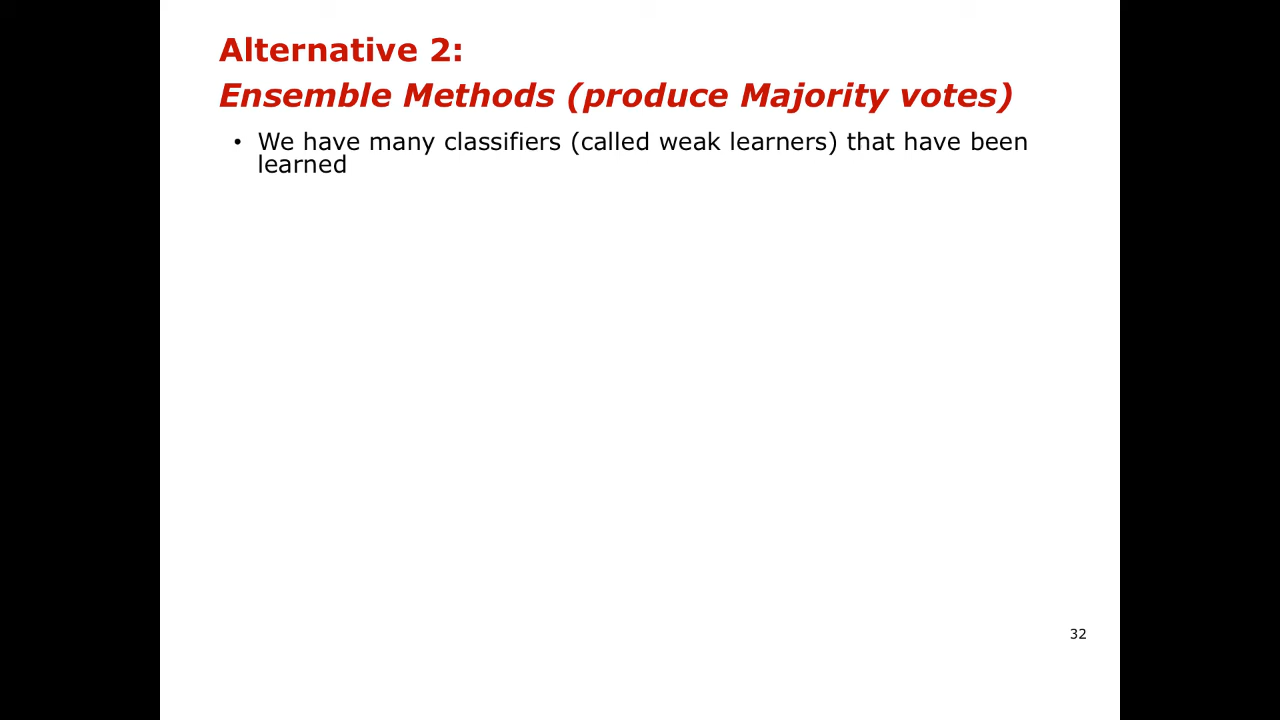 Alternative 2:
Ensemble Methods (produce Majority votes)
• We have many classifiers (called weak learners) that have been
learned
32